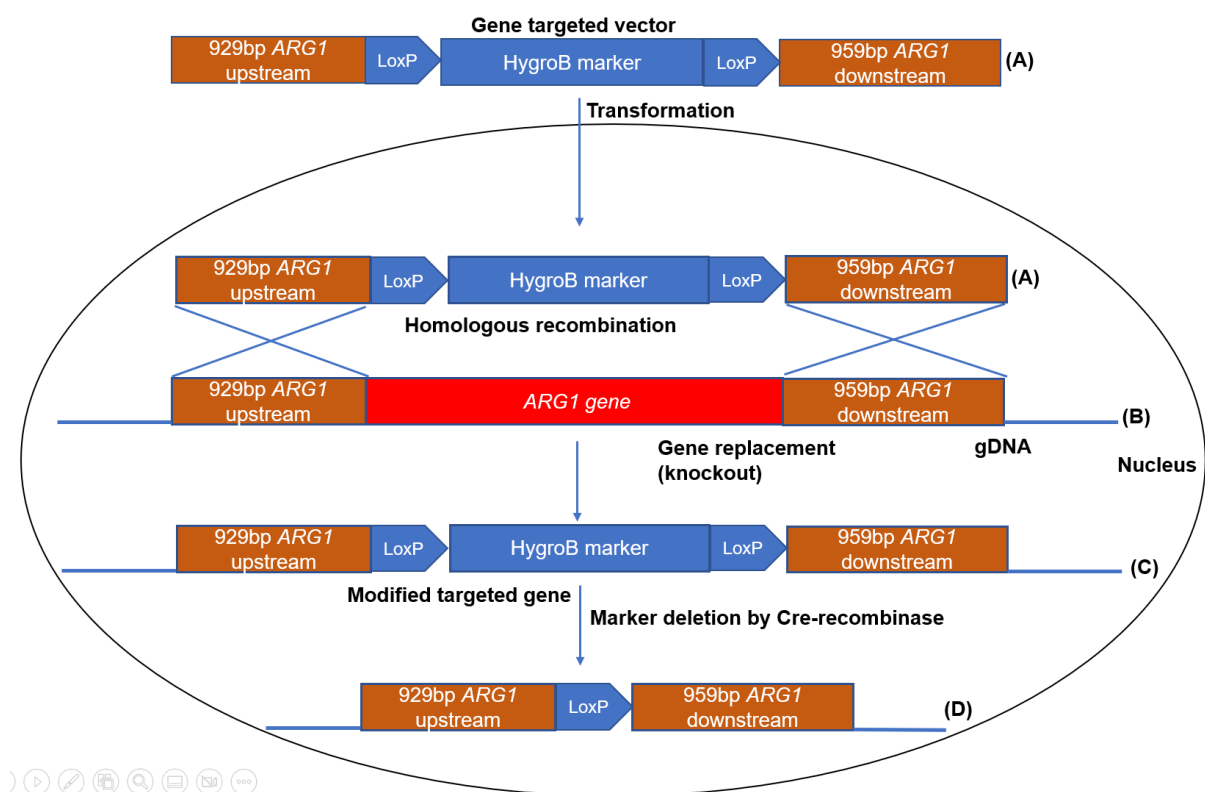 Gene targeted vector
929bp ARG1
upstream
LoxP
HygroB marker
LoxP
959bp ARG1
downstream
(A)
Transformation
929bp ARG1
upstream
LoxP
HygroB marker
LoxP
959bp ARG1
downstream
(A)
Homologous recombination
929bp ARG1
upstream
ARG1 gene
959bp ARG1
downstream
(B)
Gene replacement
(knockout)
gDNA
Nucleus
929bp ARG1
upstream
LoxP
HygroB marker
LoxP
959bp ARG1
downstream
(C)
Modified targeted gene
Marker deletion by Cre-recombinase
929bp ARG1
upstream
LoxP
959bp ARG1
downstream
(D)